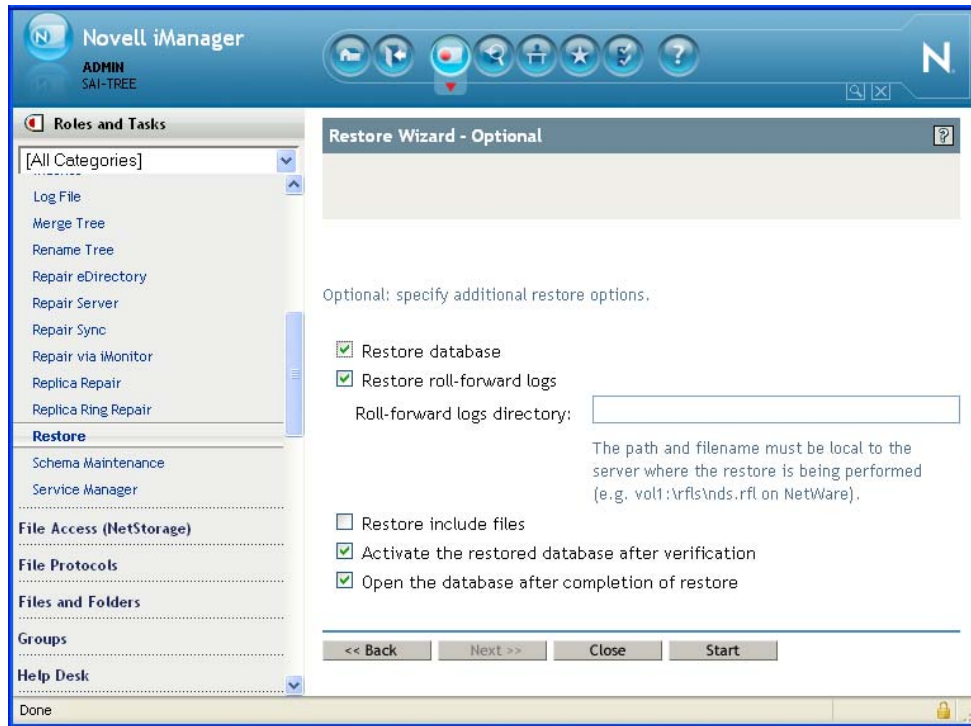 N
Novell iManager
ADMIN
SAI-TREE
N
Roles and Tasks
[All Categories]
Log File
Merge Tree
Rename Tree
Repair eDirectory
Repair Server
Repair Sync
Repair via iMonitor
Replica Repair
Replica Ring Repair
Restore
Schema Maintenance
Service Manager
File Access (NetStorage)
File Protocols
Files and Folders
Groups
Help Desk
Restore Wizard - Optional
?
Optional: specify additional restore options.
Restore database
Restore roll-forward logs
Roll-forward logs directory:
The path and filename must be local to the
server where the restore is being performed
(e.g. vol1:\rfls\nds.rfl on NetWare).
Restore include files
Activate the restored database after verification
Open the database after completion of restore
<< Back
Next >>
Close
Start
Done